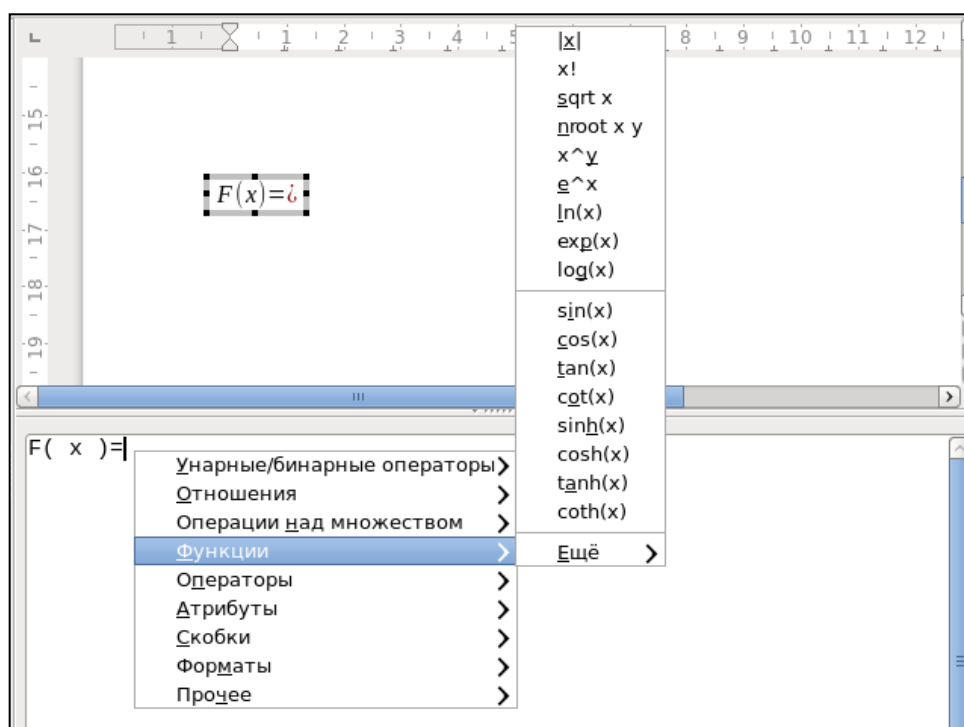 1 1 2 3 4 5 8 9 10 11 12
15
16
17
18
19
F(x)=¿
|x|
x!
sqrt x
nroot x y
x^y
e^x
ln(x)
exp(x)
log(x)
sin(x)
cos(x)
tan(x)
cot(x)
sinh(x)
cosh(x)
tanh(x)
coth(x)
Ещё
F( x )=
Унарные/бинарные операторы
Отношения
Операции над множеством
Функции
Операторы
Атрибуты
Скобки
Форматы
Прочее